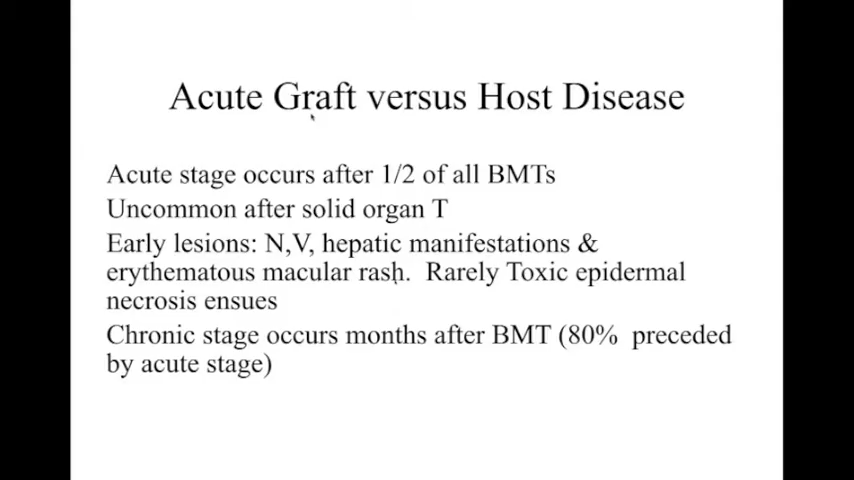 Acute Graft versus Host Disease
Acute stage occurs after 1/2 of all BMTs
Uncommon after solid organ T
Early lesions: N,V, hepatic manifestations &
erythematous macular rash.  Rarely Toxic epidermal
necrosis ensues
Chronic stage occurs months after BMT (80%  preceded
by acute stage)